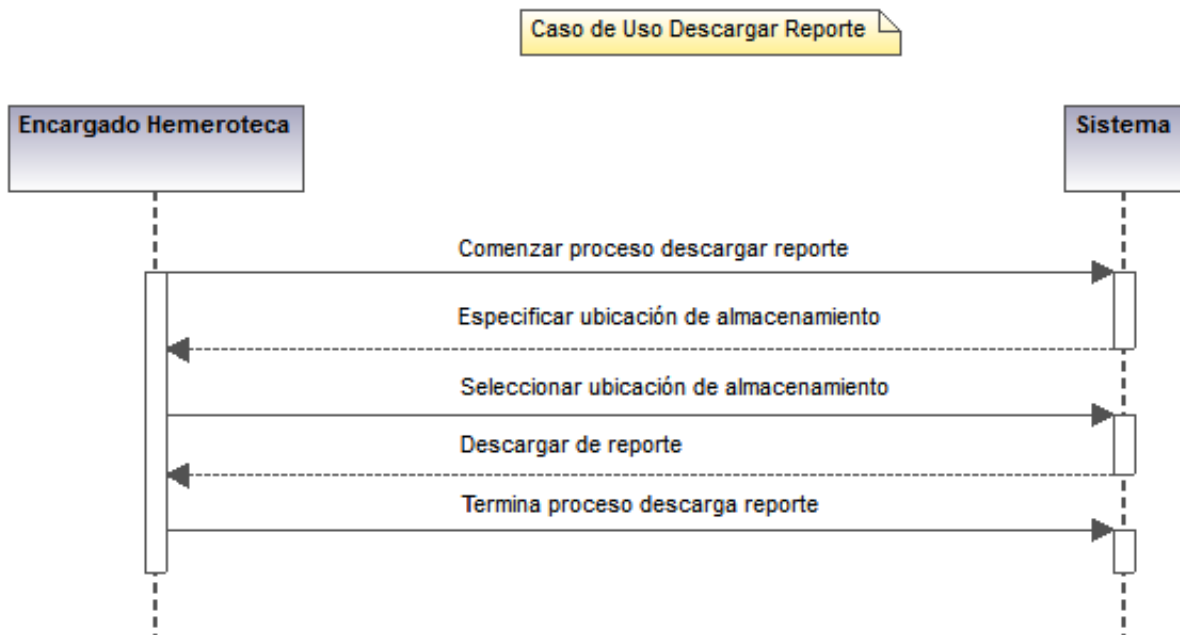 Caso de Uso Descargar Reporte
Encargado Hemeroteca
Sistema
Comenzar proceso descargar reporte
Especificar ubicación de almacenamiento
Seleccionar ubicación de almacenamiento
Descargar de reporte
Termina proceso descarga reporte